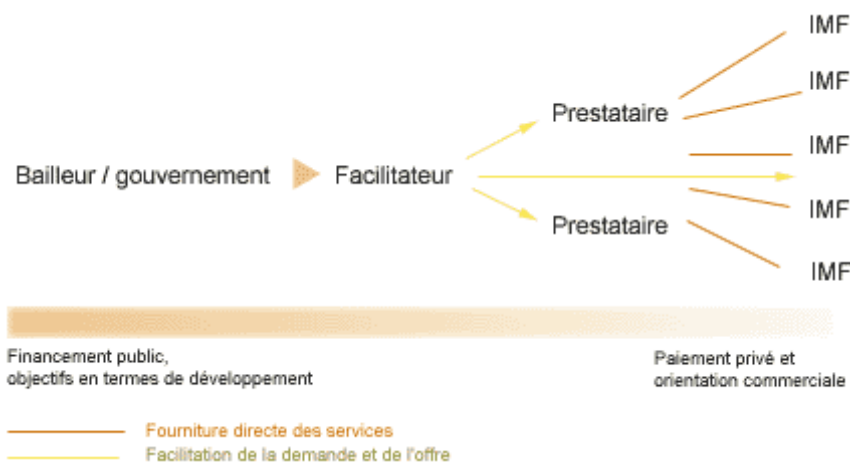 IMF
IMF
Prestataire
IMF
Bailleur / gouvernement
Facilitateur
IMF
Prestataire
IMF
Financement public,
objectifs en termes de développement
Paiement privé et
orientation commerciale
Fourniture directe des services
Facilitation de la demande et de l'offre